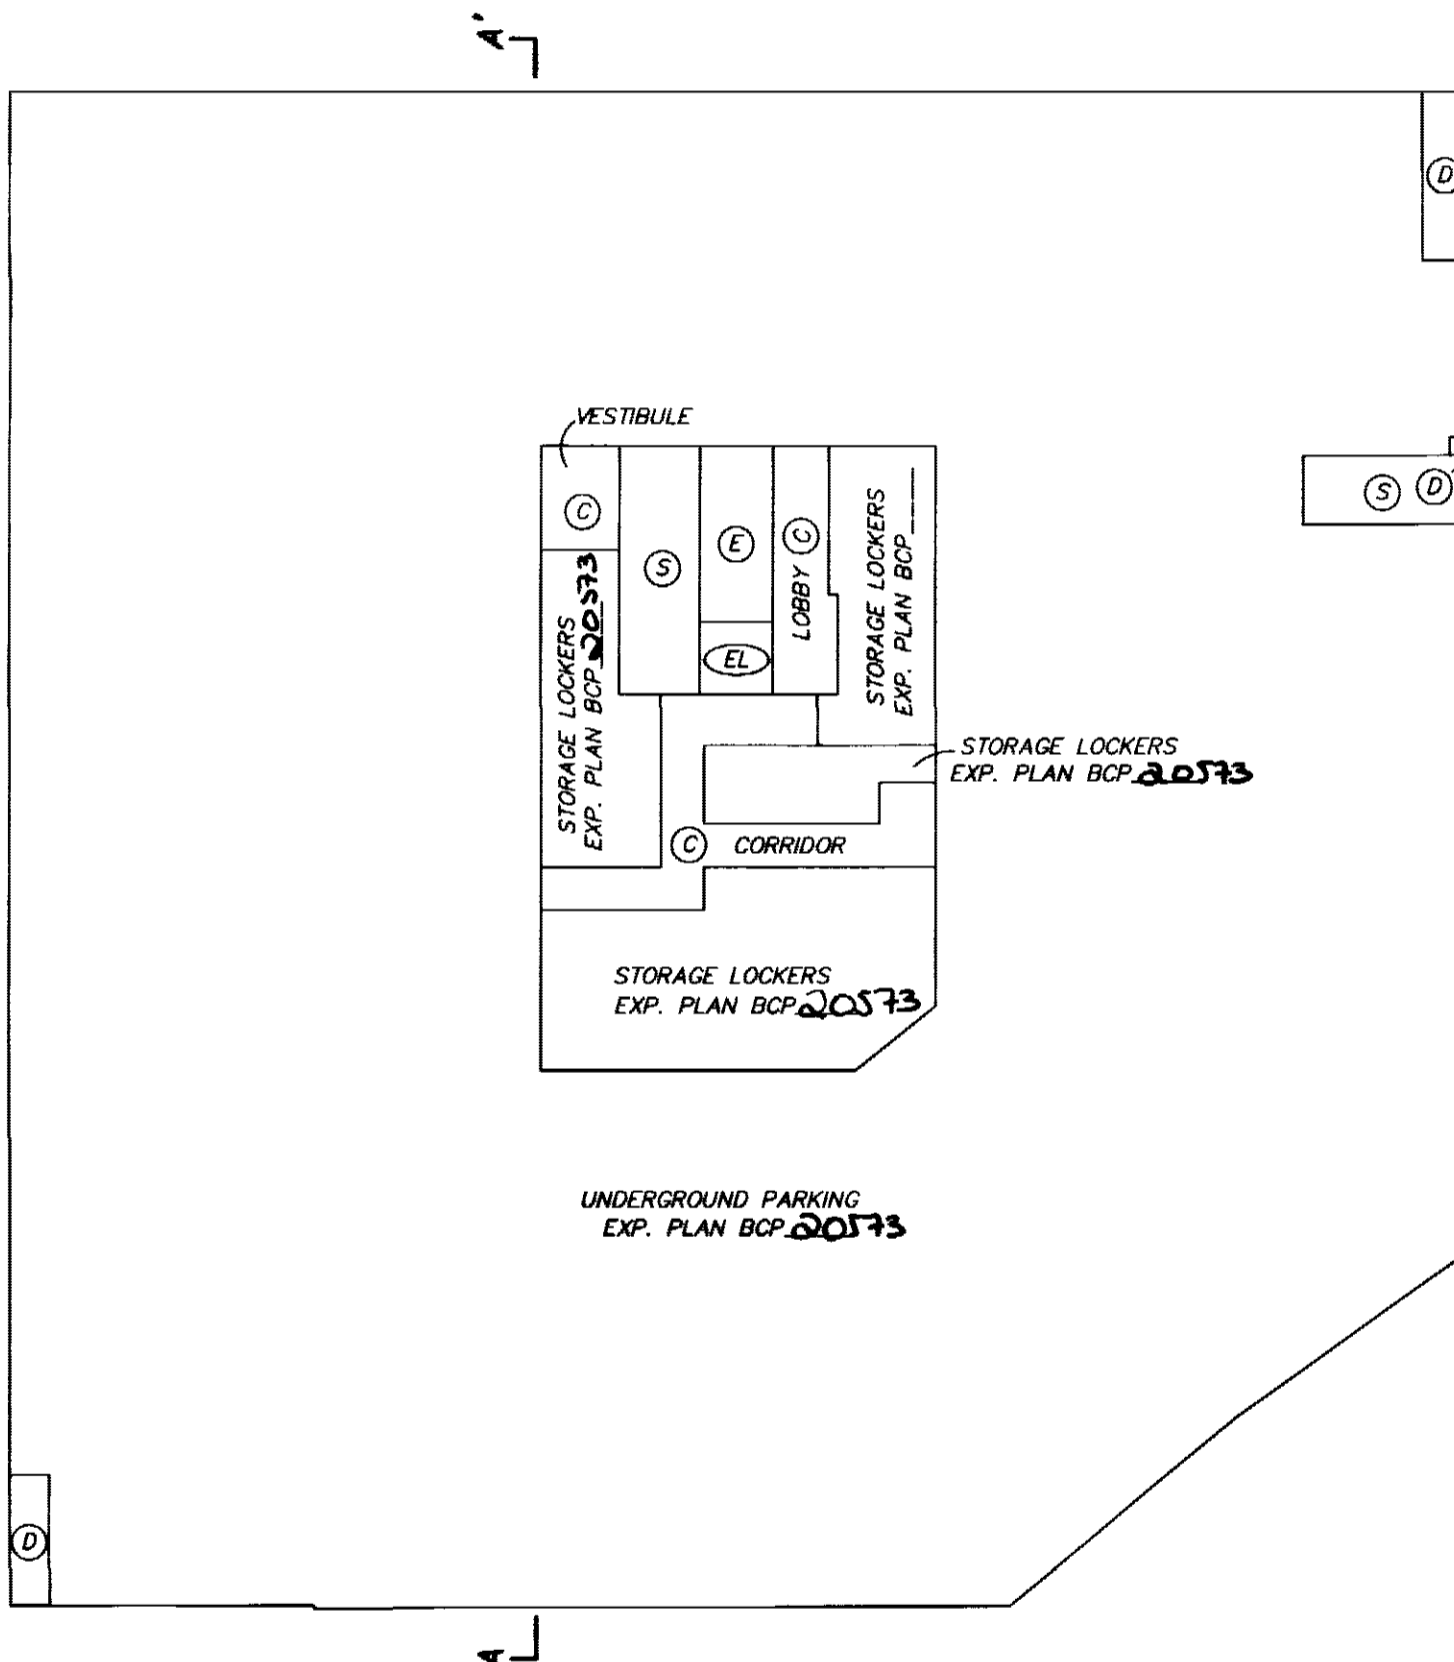 A'
D
VESTIBULE
C
S
E
LOBBY C
STORAGE LOCKERS
EXP. PLAN BCP
S D
EL
STORAGE LOCKERS
EXP. PLAN BCP 20573
STORAGE LOCKERS
EXP. PLAN BCP 20573
C CORRIDOR
STORAGE LOCKERS
EXP. PLAN BCP 20573
UNDERGROUND PARKING
EXP. PLAN BCP 20573
D
A